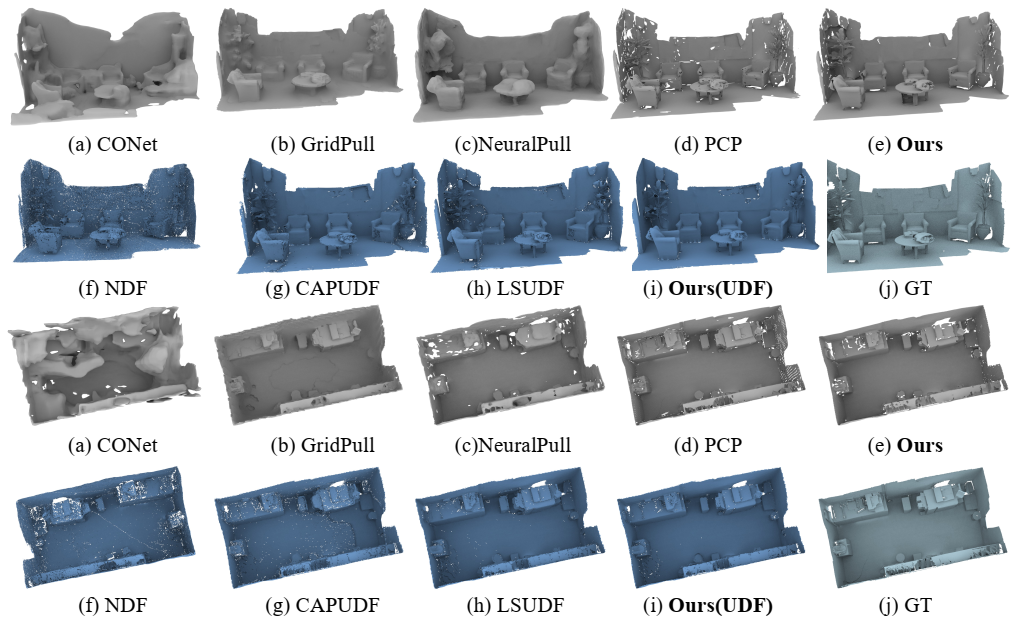 (a) CONet (b) GridPull (c)NeuralPull (d) PCP (e) Ours
(f) NDF (g) CAPUDF (h) LSUDF (i) Ours(UDF) (j) GT
(a) CONet (b) GridPull (c)NeuralPull (d) PCP (e) Ours
(f) NDF (g) CAPUDF (h) LSUDF (i) Ours(UDF) (j) GT